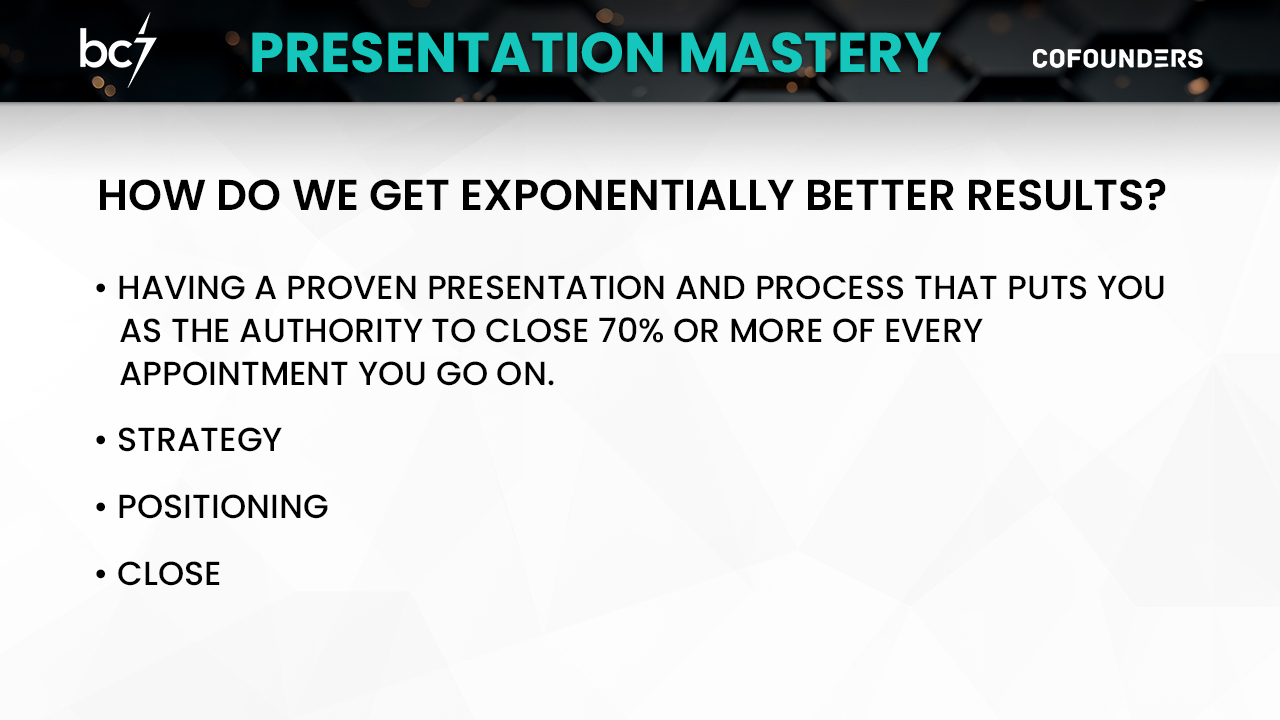 bc7
PRESENTATION MASTERY
COFOUNDERS
HOW DO WE GET EXPONENTIALLY BETTER RESULTS?
• HAVING A PROVEN PRESENTATION AND PROCESS THAT PUTS YOU
AS THE AUTHORITY TO CLOSE 70% OR MORE OF EVERY
APPOINTMENT YOU GO ON.
• STRATEGY
• POSITIONING
• CLOSE